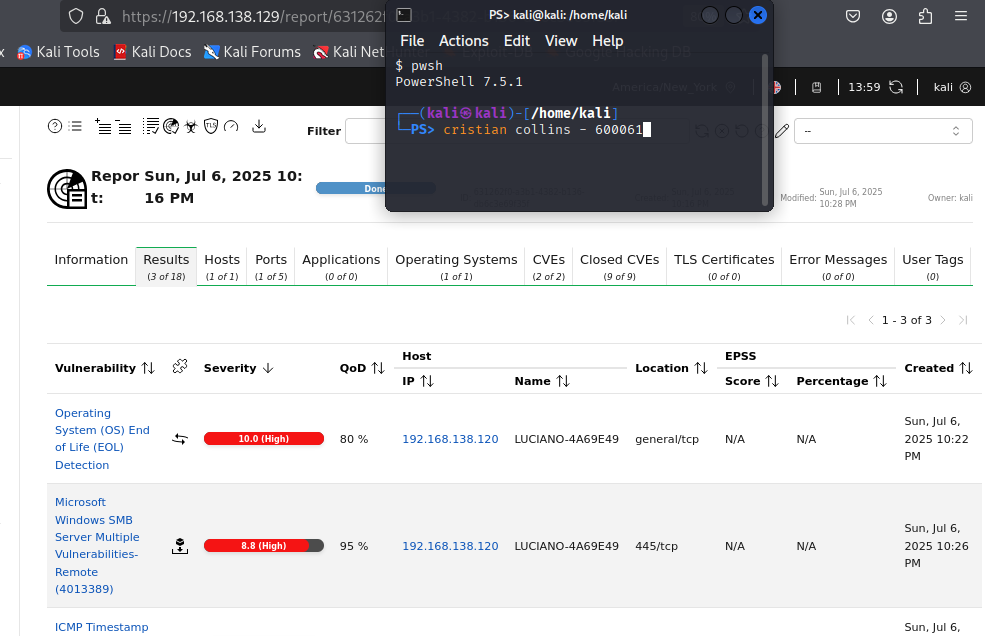 https://192.168.138.129/report/631262
PS> kali@kali: /home/kali
Kali Tools
Kali Docs
Kali Forums
Kali Net
File Actions Edit View Help
$ pwsh
PowerShell 7.5.1
(kali㉿kali)-[/home/kali]
PS> cristian collins - 600061
America/New_York
13:59
kali
Filter
--
Repor Sun, Jul 6, 2025 10:
t: 16 PM
Done
Modified: Sun, Jul 6, 2025
10:28 PM
Owner: kali
Information
Results
(3 of 18)
Hosts
(1 of 1)
Ports
(1 of 5)
Applications
(0 of 0)
Operating Systems
(1 of 1)
CVEs
(2 of 2)
Closed CVEs
(9 of 9)
TLS Certificates
(0 of 0)
Error Messages
(0 of 0)
User Tags
(0)
1 - 3 of 3
Vulnerability
Severity
QoD
Host
IP
Name
Location
EPSS
Score
Percentage
Created
Operating
System (OS) End
of Life (EOL)
Detection
10.0 (High)
80 %
192.168.138.120
LUCIANO-4A69E49
general/tcp
N/A
N/A
Sun, Jul 6,
2025 10:22
PM
Microsoft
Windows SMB
Server Multiple
Vulnerabilities-
Remote
(4013389)
8.8 (High)
95 %
192.168.138.120
LUCIANO-4A69E49
445/tcp
N/A
N/A
Sun, Jul 6,
2025 10:26
PM
ICMP Timestamp
Sun, Jul 6,